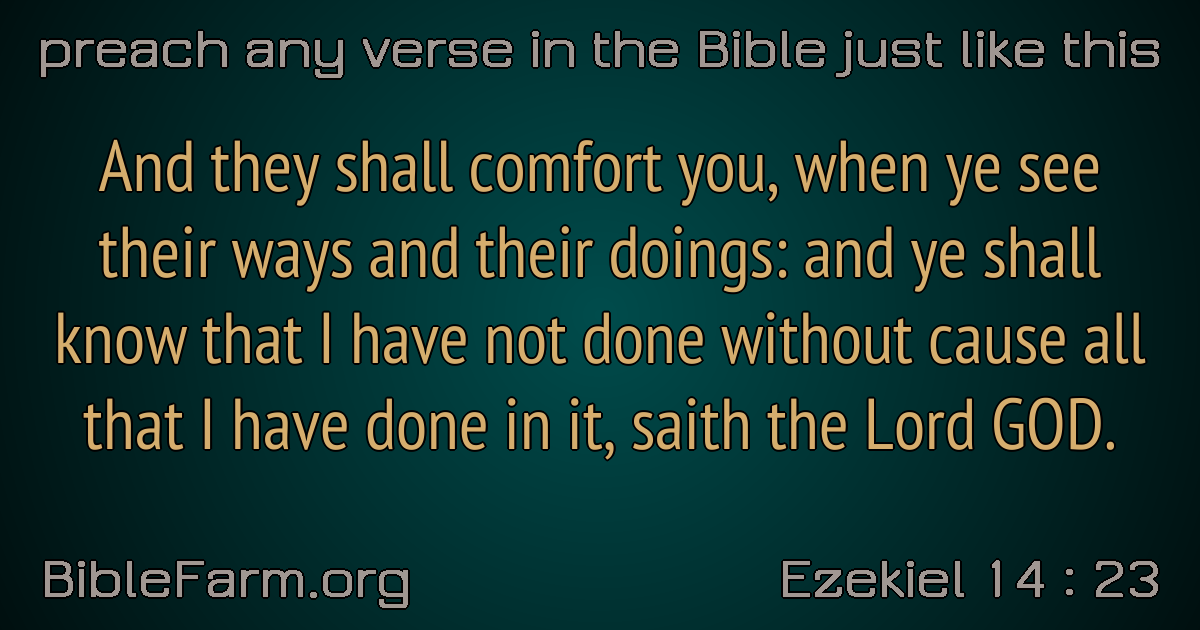 preach any verse in the Bible just like this
And they shall comfort you, when ye see
their ways and their doings: and ye shall
know that I have not done without cause all
that I have done in it, saith the Lord GOD.
BibleFarm.org
Ezekiel 14 : 23